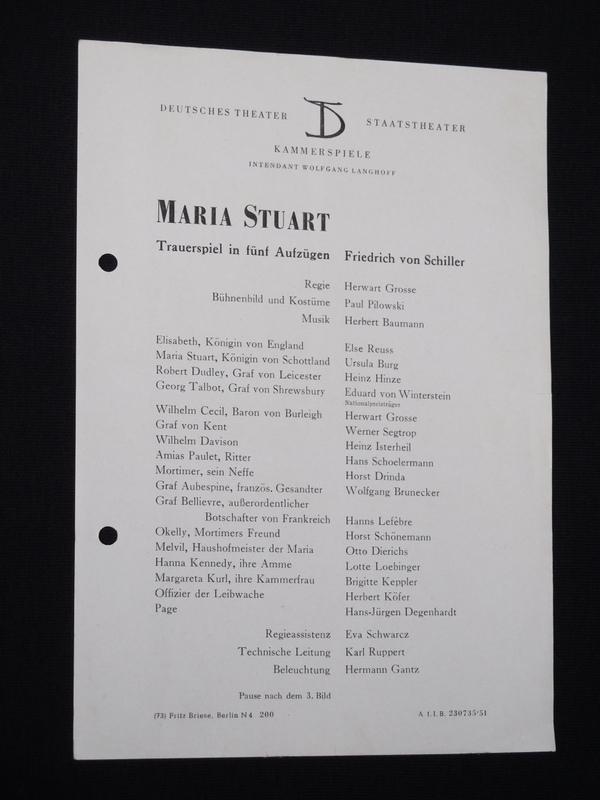 DEUTSCHES THEATER DT STAATSTHEATER
KAMMERSPIELE
INTENDANT WOLFGANG LANGHOFF
MARIA STUART
Trauerspiel in fünf Aufzügen Friedrich von Schiller
Regie Herwart Grosse
Bühnenbild und Kostüme Paul Pilowski
Musik Herbert Baumann
Elisabeth, Königin von England Else Reuss
Maria Stuart, Königin von Schottland Ursula Burg
Robert Dudley, Graf von Leicester Heinz Hinze
Georg Talbot, Graf von Shrewsbury Eduard von Winterstein
Nationalpreisträger
Wilhelm Cecil, Baron von Burleigh Herwart Grosse
Graf von Kent Werner Segtrop
Wilhelm Davison Heinz Isterheil
Amias Paulet, Ritter Hans Schoelermann
Mortimer, sein Neffe Horst Drinda
Graf Aubespine, französ. Gesandter Wolfgang Brunecker
Graf Bellievre, außerordentlicher
Botschafter von Frankreich Hanns Lefèbre
Okelly, Mortimers Freund Horst Schönemann
Melvil, Haushofmeister der Maria Otto Dierichs
Hanna Kennedy, ihre Amme Lotte Loebinger
Margareta Kurl, ihre Kammerfrau Brigitte Keppler
Offizier der Leibwache Herbert Köfer
Page Hans-Jürgen Degenhardt
Regieassistenz Eva Schwarcz
Technische Leitung Karl Ruppert
Beleuchtung Hermann Gantz
Pause nach dem 3. Bild
(73) Fritz Briese, Berlin N 4 200 A f. I. B. 230735/51